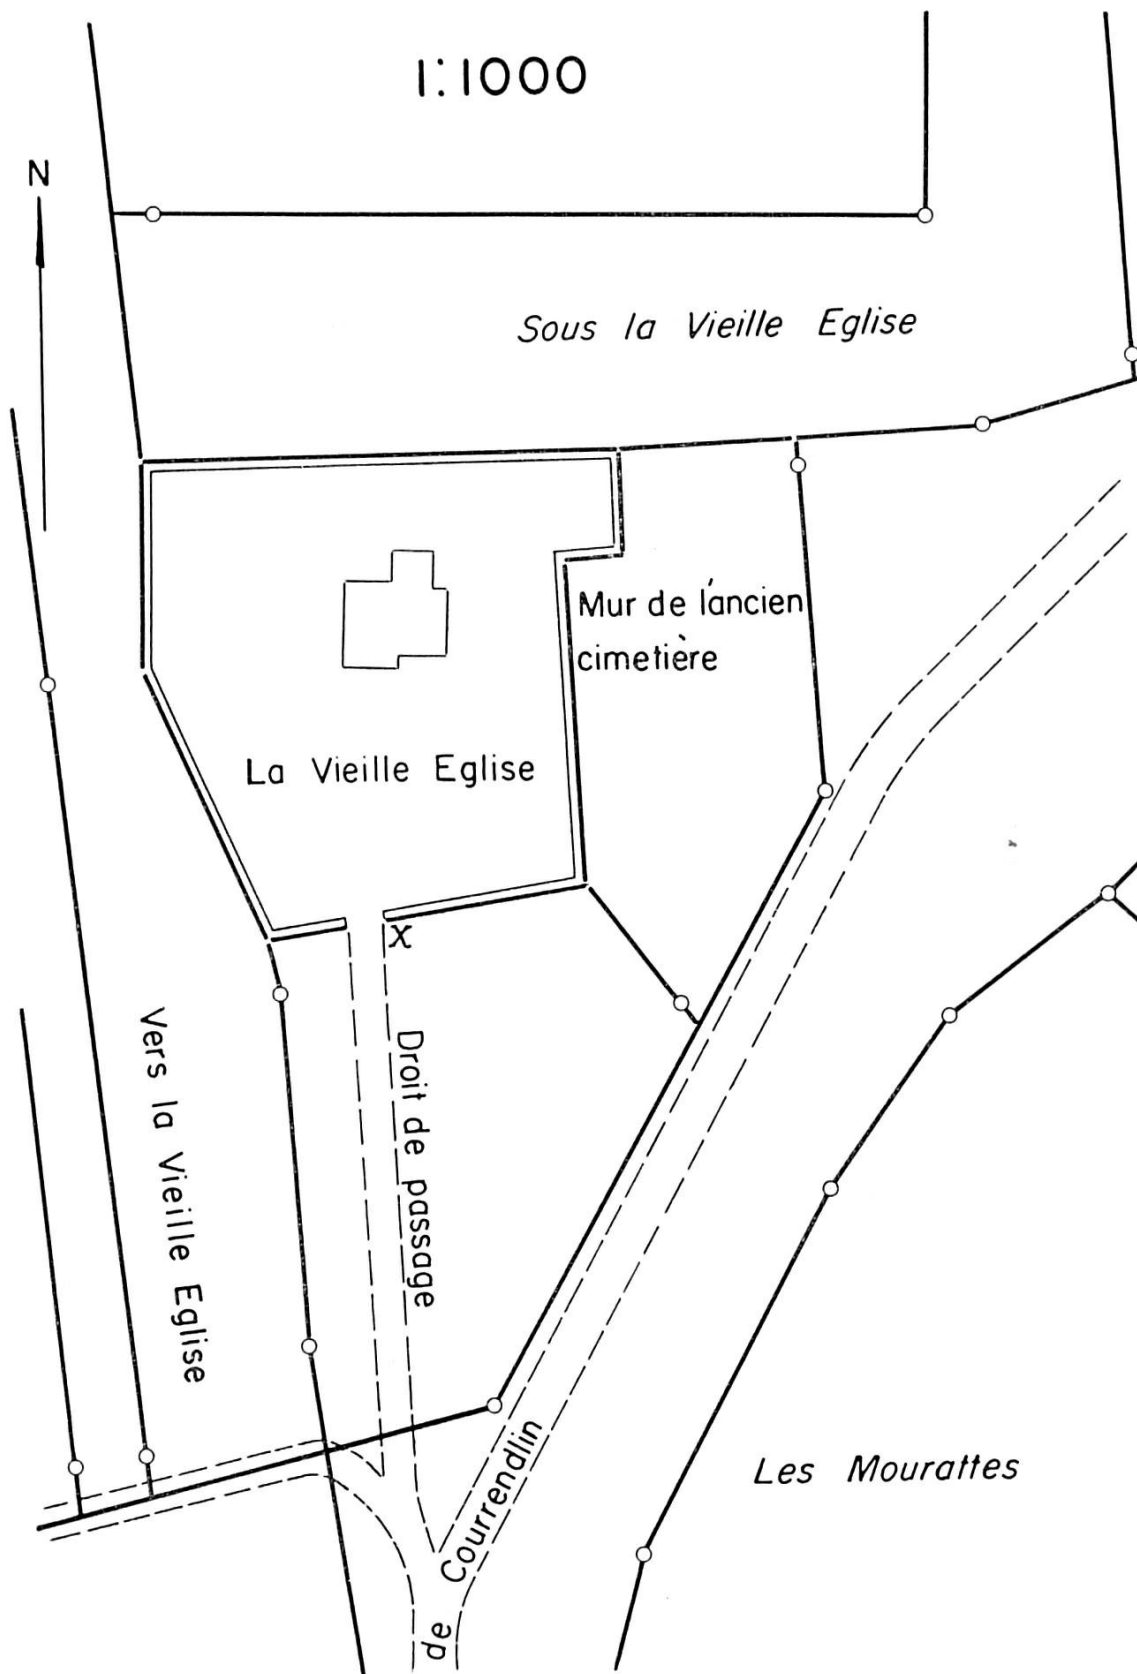 1:1000
N
Sous la Vieille Eglise
Mur de l'ancien
cimetière
La Vieille Eglise
X
Droit de passage
Vers la Vieille Eglise
Les Mourattes
de Courrendlin